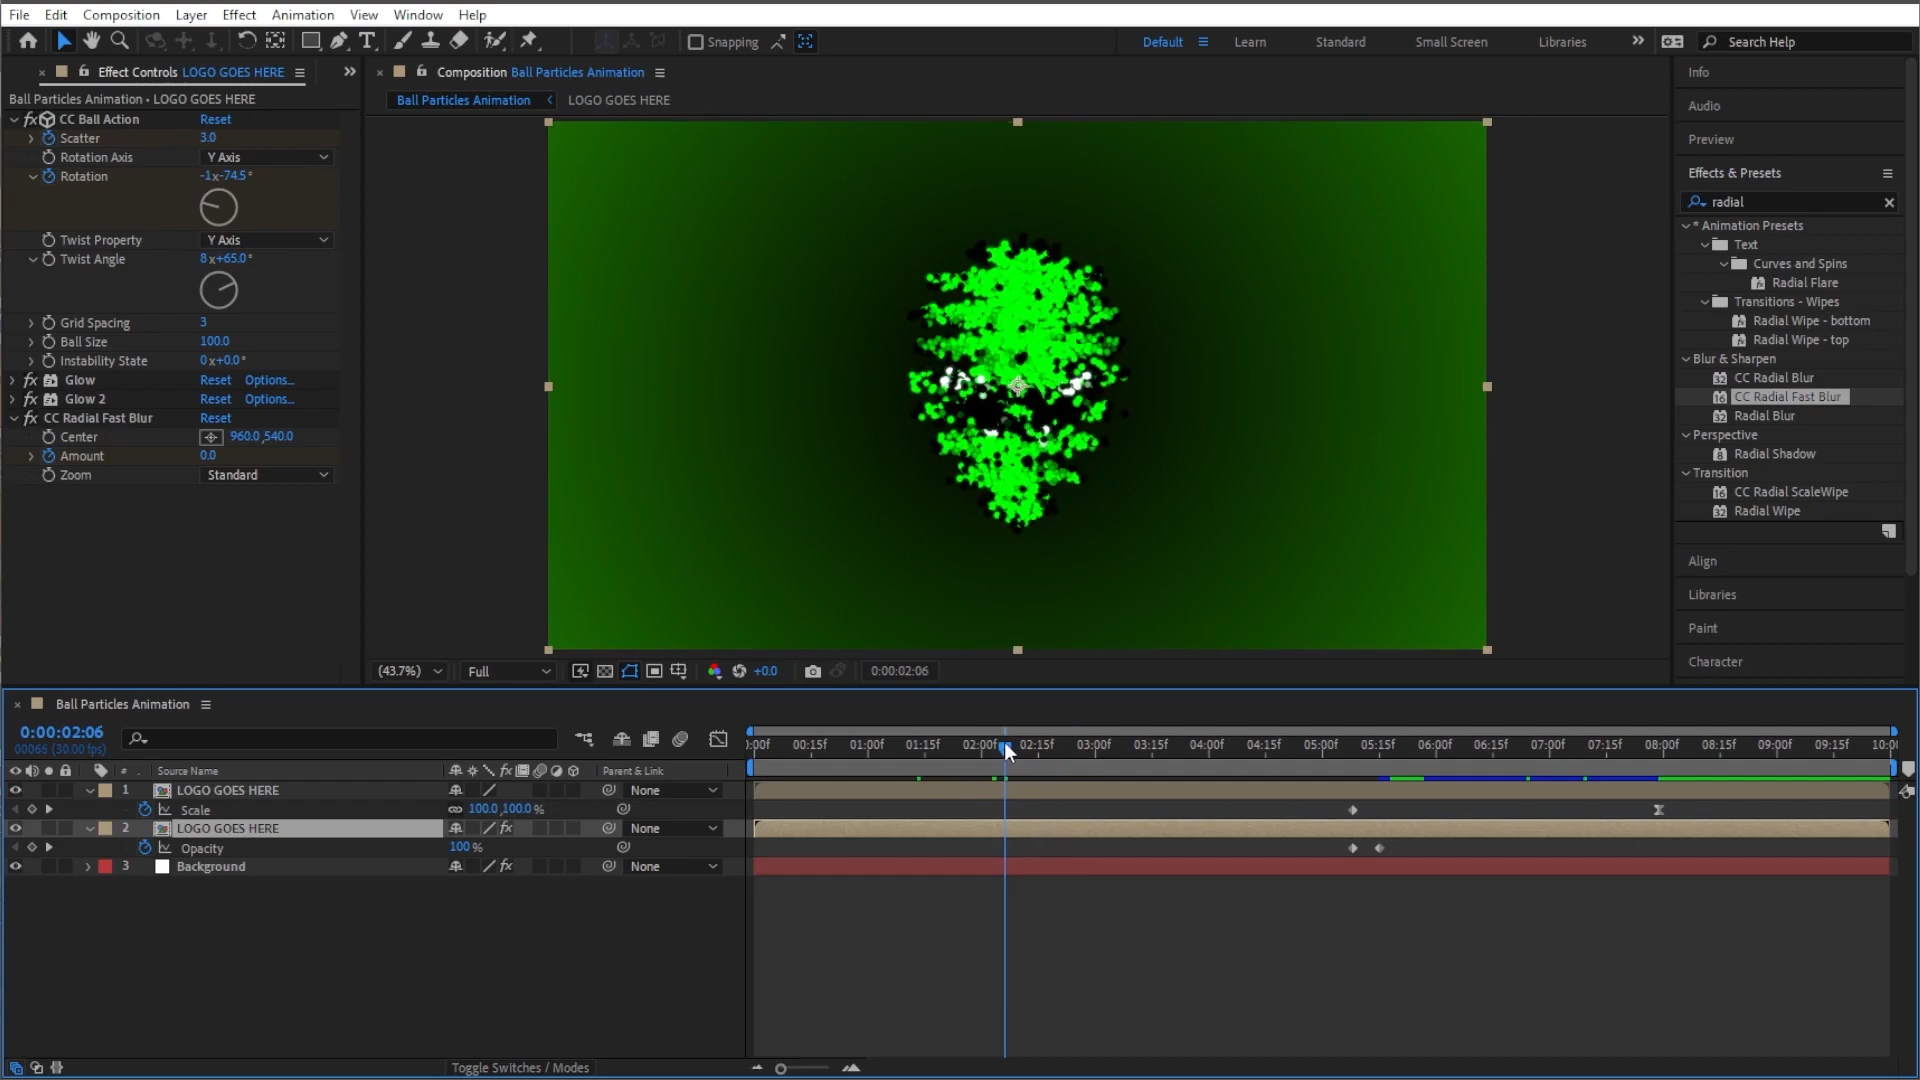 File Edit Composition Layer Effect Animation View Window Help
Snapping
Default Learn Standard Small Screen Libraries Search Help
Effect Controls LOGO GOES HERE
Ball Particles Animation • LOGO GOES HERE
CC Ball Action Reset
Scatter 3.0
Rotation Axis Y Axis
Rotation -1x-74.5°
Twist Property Y Axis
Twist Angle 8x+65.0°
Grid Spacing 3
Ball Size 100.0
Instability State 0x+0.0°
Glow Reset Options...
Glow 2 Reset Options...
CC Radial Fast Blur Reset
Center 960.0,540.0
Amount 0.0
Zoom Standard
Composition Ball Particles Animation
Ball Particles Animation LOGO GOES HERE
(43.7%) Full +0.0 0:00:02:06
Info
Audio
Preview
Effects & Presets
radial
* Animation Presets
Text
Curves and Spins
Radial Flare
Transitions - Wipes
Radial Wipe - bottom
Radial Wipe - top
Blur & Sharpen
32 CC Radial Blur
16 CC Radial Fast Blur
32 Radial Blur
Perspective
8 Radial Shadow
Transition
16 CC Radial ScaleWipe
32 Radial Wipe
Align
Libraries
Paint
Character
Ball Particles Animation
0:00:02:06
00066 (30.00 fps)
):00f 00:15f 01:00f 01:15f 02:00f 02:15f 03:00f 03:15f 04:00f 04:15f 05:00f 05:15f 06:00f 06:15f 07:00f 07:15f 08:00f 08:15f 09:00f 09:15f 10:00
# Source Name Parent & Link
1 LOGO GOES HERE None
Scale 100.0,100.0%
2 LOGO GOES HERE None
Opacity 100%
3 Background None
Toggle Switches / Modes